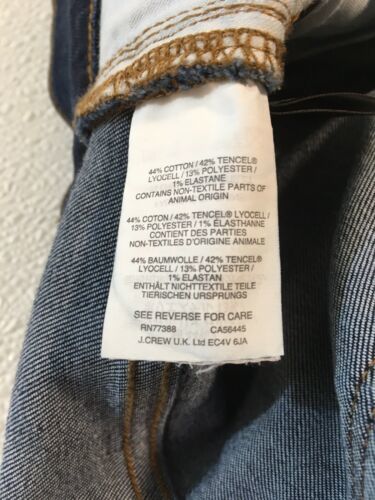 44% COTTON / 42% TENCEL®
LYOCELL / 13% POLYESTER /
1% ELASTANE
CONTAINS NON-TEXTILE PARTS OF
ANIMAL ORIGIN
44% COTON / 42% TENCEL® LYOCELL /
13% POLYESTER / 1% ÉLASTHANNE
CONTIENT DES PARTIES
NON-TEXTILES D'ORIGINE ANIMALE
44% BAUMWOLLE / 42% TENCEL®
LYOCELL / 13% POLYESTER /
1% ELASTAN
ENTHÄLT NICHTTEXTILE TEILE
TIERISCHEN URSPRUNGS
SEE REVERSE FOR CARE
RN77388 CA56445
J.CREW U.K. Ltd EC4V 6JA